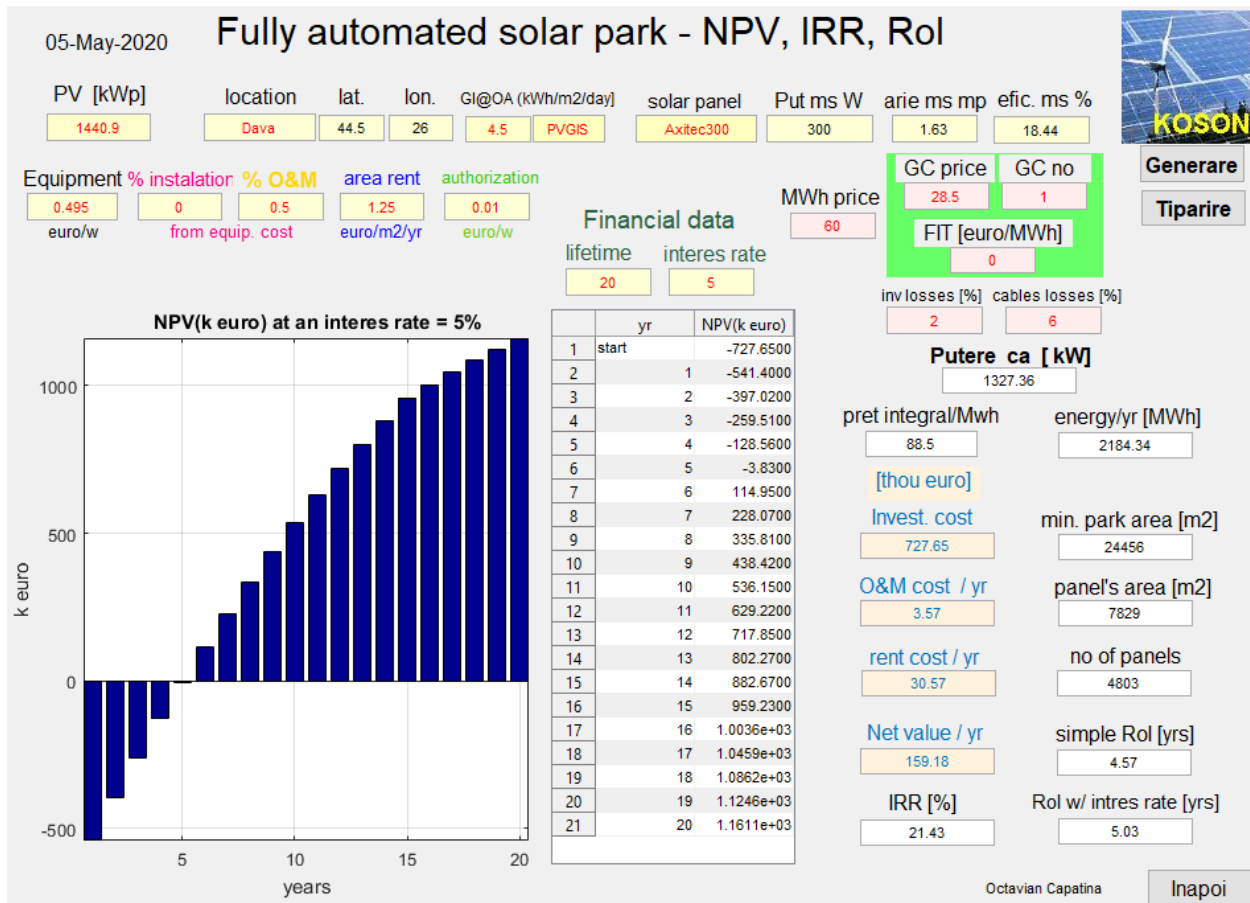 05-May-2020
Fully automated solar park - NPV, IRR, RoI
KOSON
PV [kWp] location lat. lon. GI@OA (kWh/m2/day] solar panel Put ms W arie ms mp efic. ms %
1440.9 Dava 44.5 26 4.5 PVGIS Axitec300 300 1.63 18.44
Generare
Tiparire
Equipment % instalation % O&M area rent authorization
0.495 0 0.5 1.25 0.01
euro/w from equip. cost euro/m2/yr euro/w
Financial data
lifetime interes rate
20 5
MWh price
60
GC price GC no
28.5 1
FIT [euro/MWh]
0
inv losses [%] cables losses [%]
2 6
Putere ca [ kW]
1327.36
NPV(k euro) at an interes rate = 5%
1000
500
0
-500
k euro
5 10 15 20
years
yr NPV(k euro)
1 start -727.6500
2 1 -541.4000
3 2 -397.0200
4 3 -259.5100
5 4 -128.5600
6 5 -3.8300
7 6 114.9500
8 7 228.0700
9 8 335.8100
10 9 438.4200
11 10 536.1500
12 11 629.2200
13 12 717.8500
14 13 802.2700
15 14 882.6700
16 15 959.2300
17 16 1.0036e+03
18 17 1.0459e+03
19 18 1.0862e+03
20 19 1.1246e+03
21 20 1.1611e+03
pret integral/Mwh energy/yr [MWh]
88.5 2184.34
[thou euro]
Invest. cost min. park area [m2]
727.65 24456
O&M cost / yr panel's area [m2]
3.57 7829
rent cost / yr no of panels
30.57 4803
Net value / yr simple RoI [yrs]
159.18 4.57
IRR [%] RoI w/ intres rate [yrs]
21.43 5.03
Octavian Capatina
Inapoi